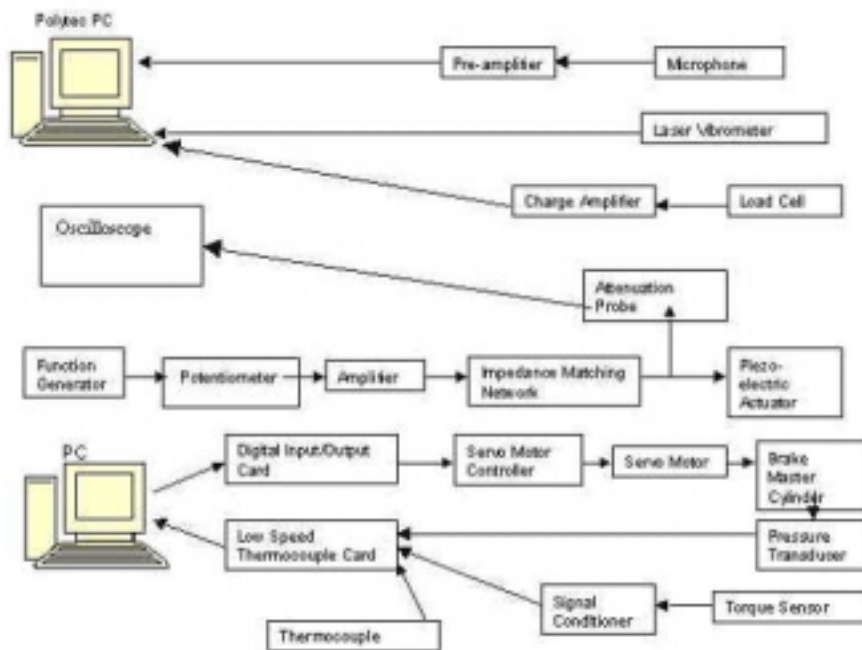 Polytec PC
Pre-amplifier
Microphone
Laser Vibrometer
Charge Amplifier
Load Cell
Oscilloscope
Attenuation
Probe
Function
Generator
Potentiometer
Amplifier
Impedance Matching
Network
Piezo-
electric
Actuator
PC
Digital Input/Output
Card
Servo Motor
Controller
Servo Motor
Brake
Master
Cylinder
Low Speed
Thermocouple Card
Pressure
Transducer
Signal
Conditioner
Torque Sensor
Thermocouple